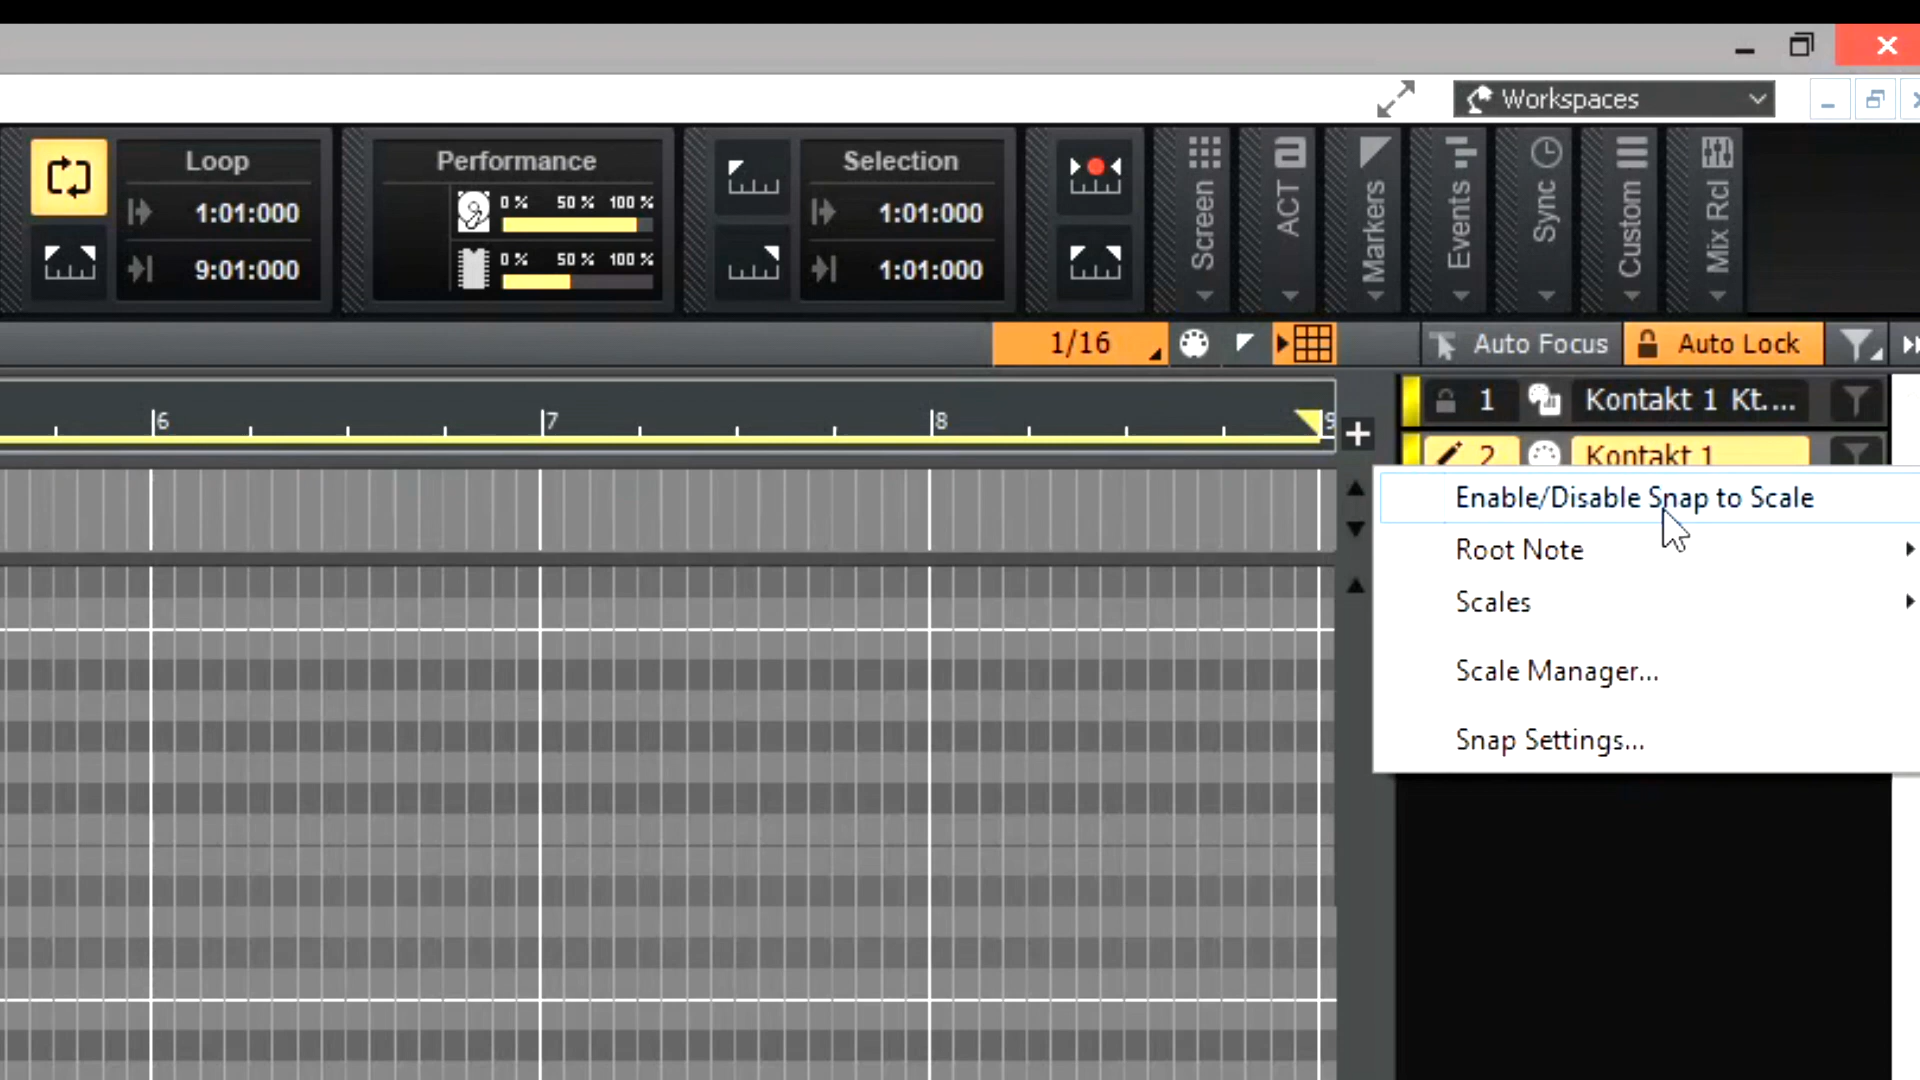 Workspaces
Loop
1:01:000
9:01:000
Performance
0 % 50 % 100 %
0 % 50 % 100 %
Selection
1:01:000
1:01:000
Screen
ACT
Markers
Events
Sync
Custom
Mix Rcl
1/16
Auto Focus
Auto Lock
6 7 8 9
1 Kontakt 1 Kt....
2 Kontakt 1
Enable/Disable Snap to Scale
Root Note
Scales
Scale Manager...
Snap Settings...